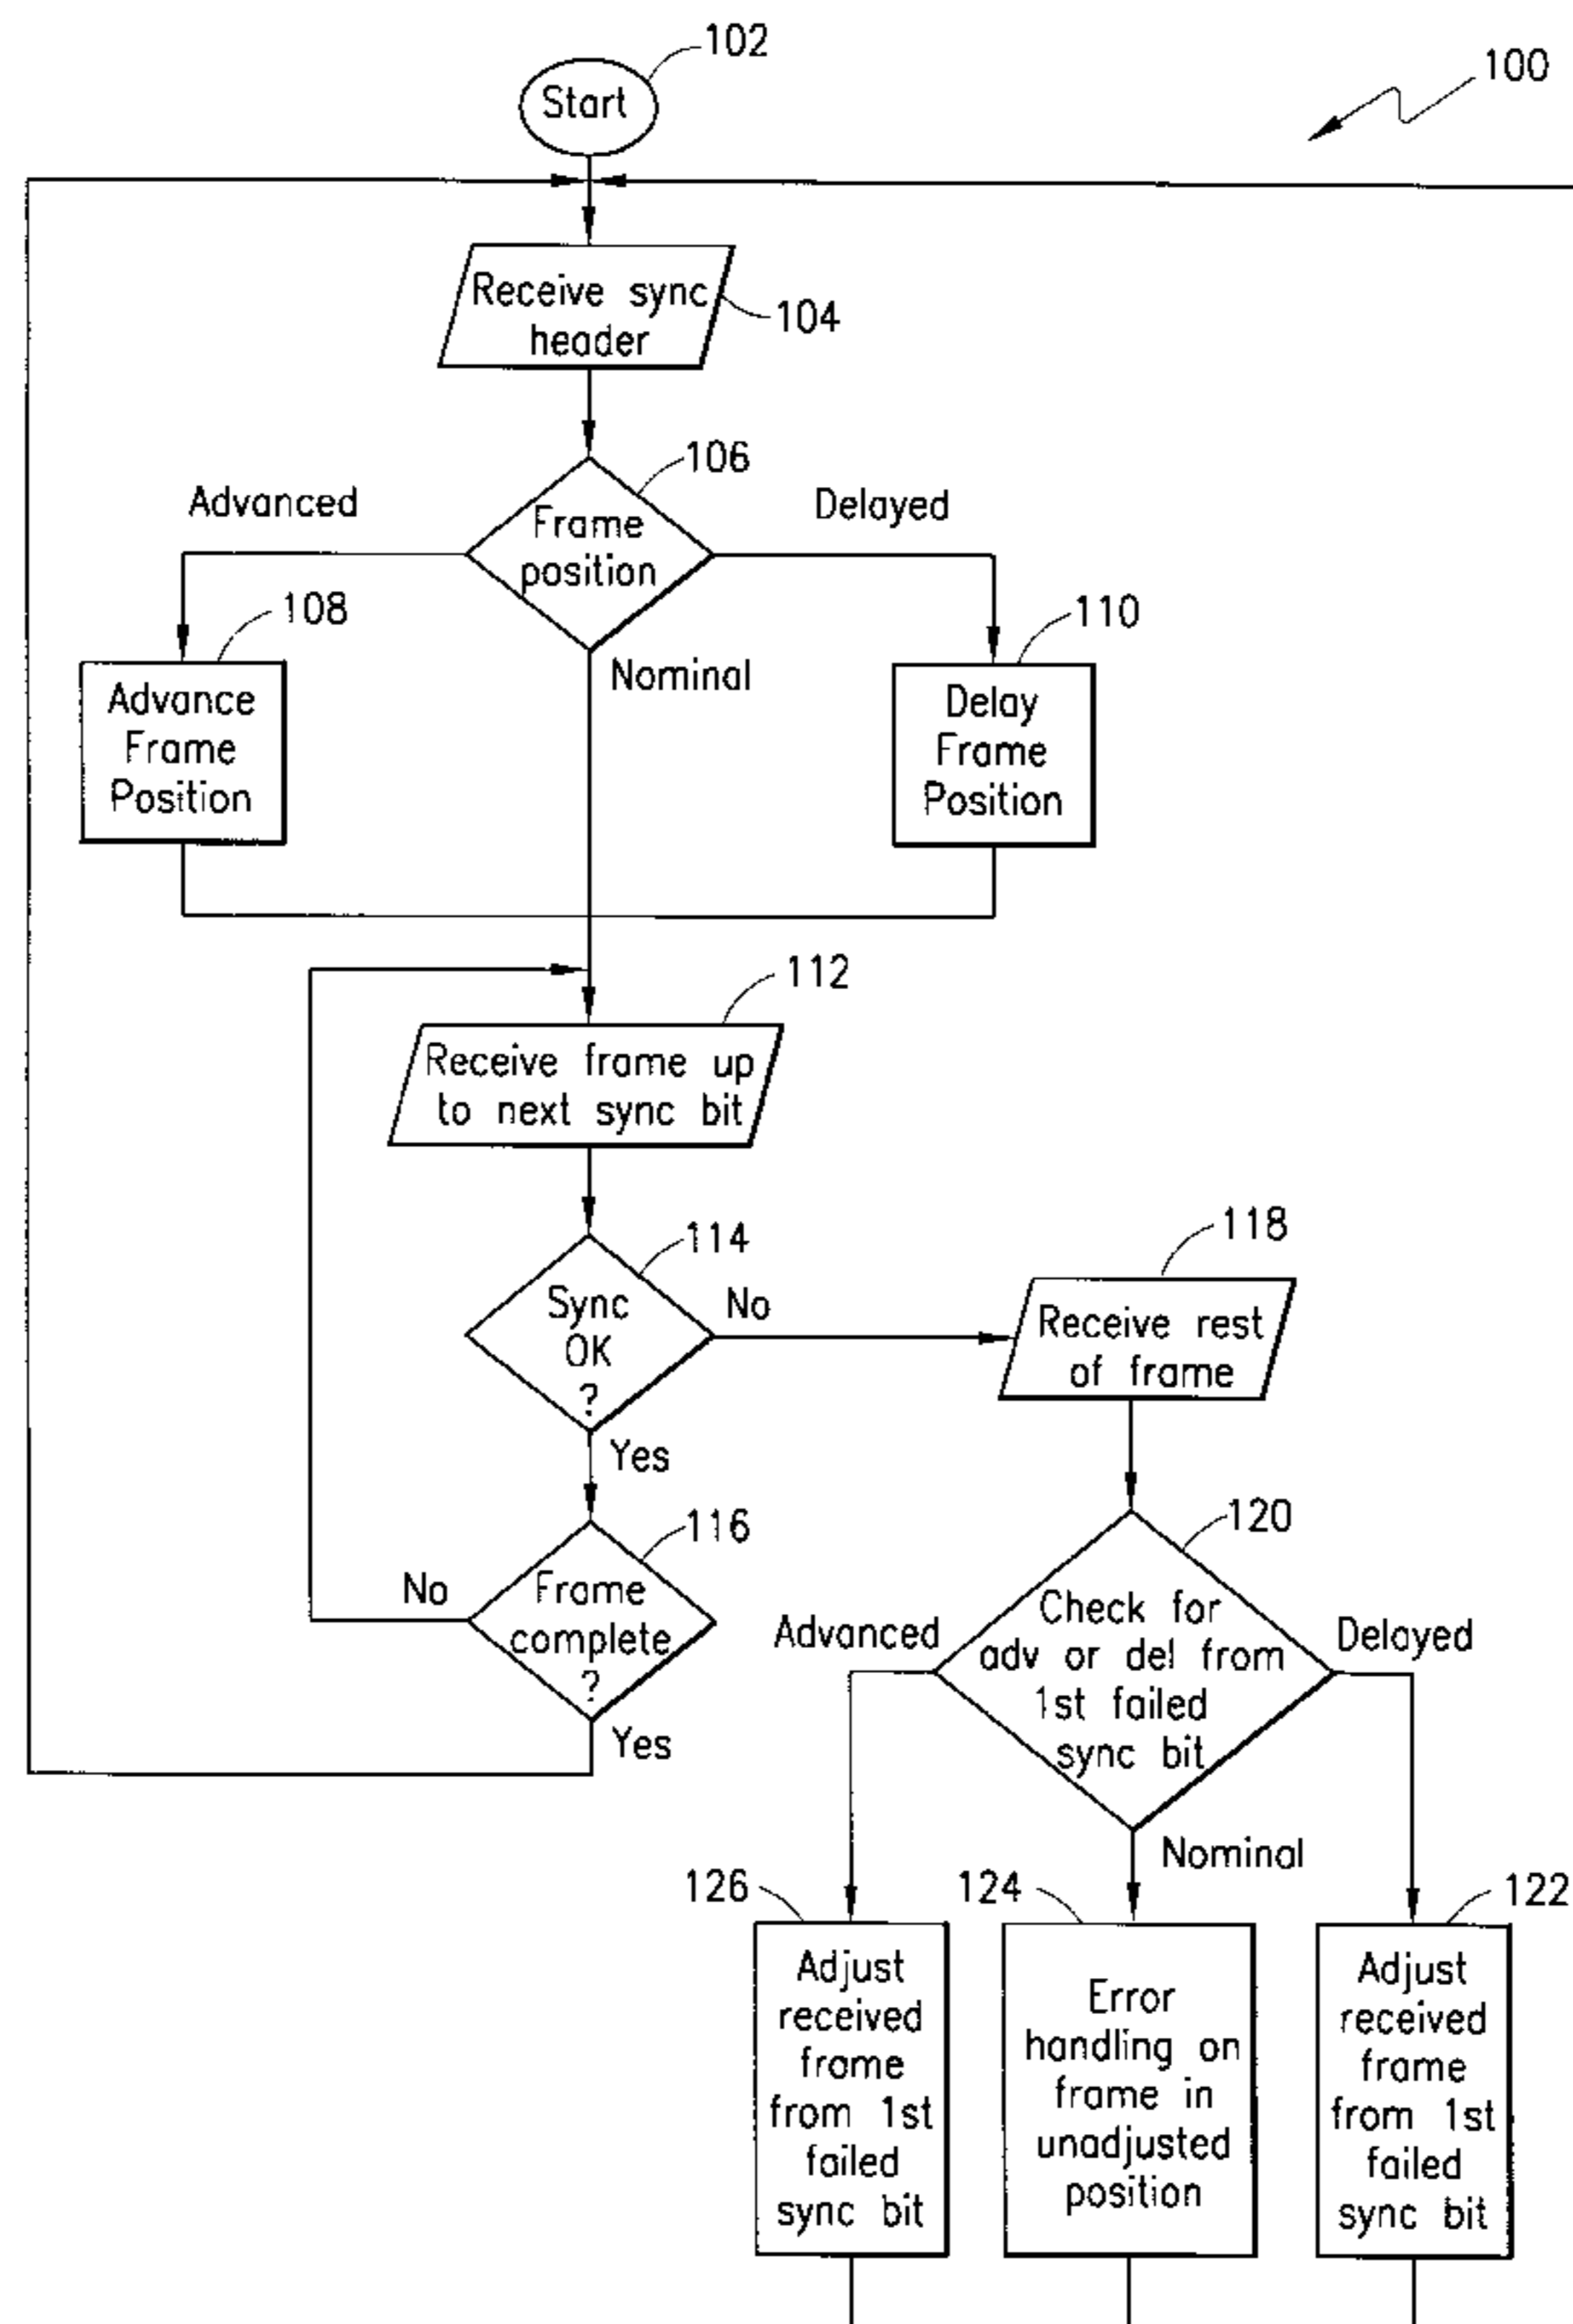 102
100
Start
Receive sync
header
104
106
Advanced
Delayed
Frame
position
108
110
Nominal
Advance
Frame
Position
Delay
Frame
Position
112
Receive frame up
to next sync bit
114
118
Sync
OK
?
No
Receive rest
of frame
Yes
116
120
No
Frame
complete
?
Advanced
Check for
adv or del from
1st failed
sync bit
Delayed
Yes
Nominal
126
124
122
Adjust
received
frame
from 1st
failed
sync bit
Error
handling on
frame in
unadjusted
position
Adjust
received
frame
from 1st
failed
sync bit